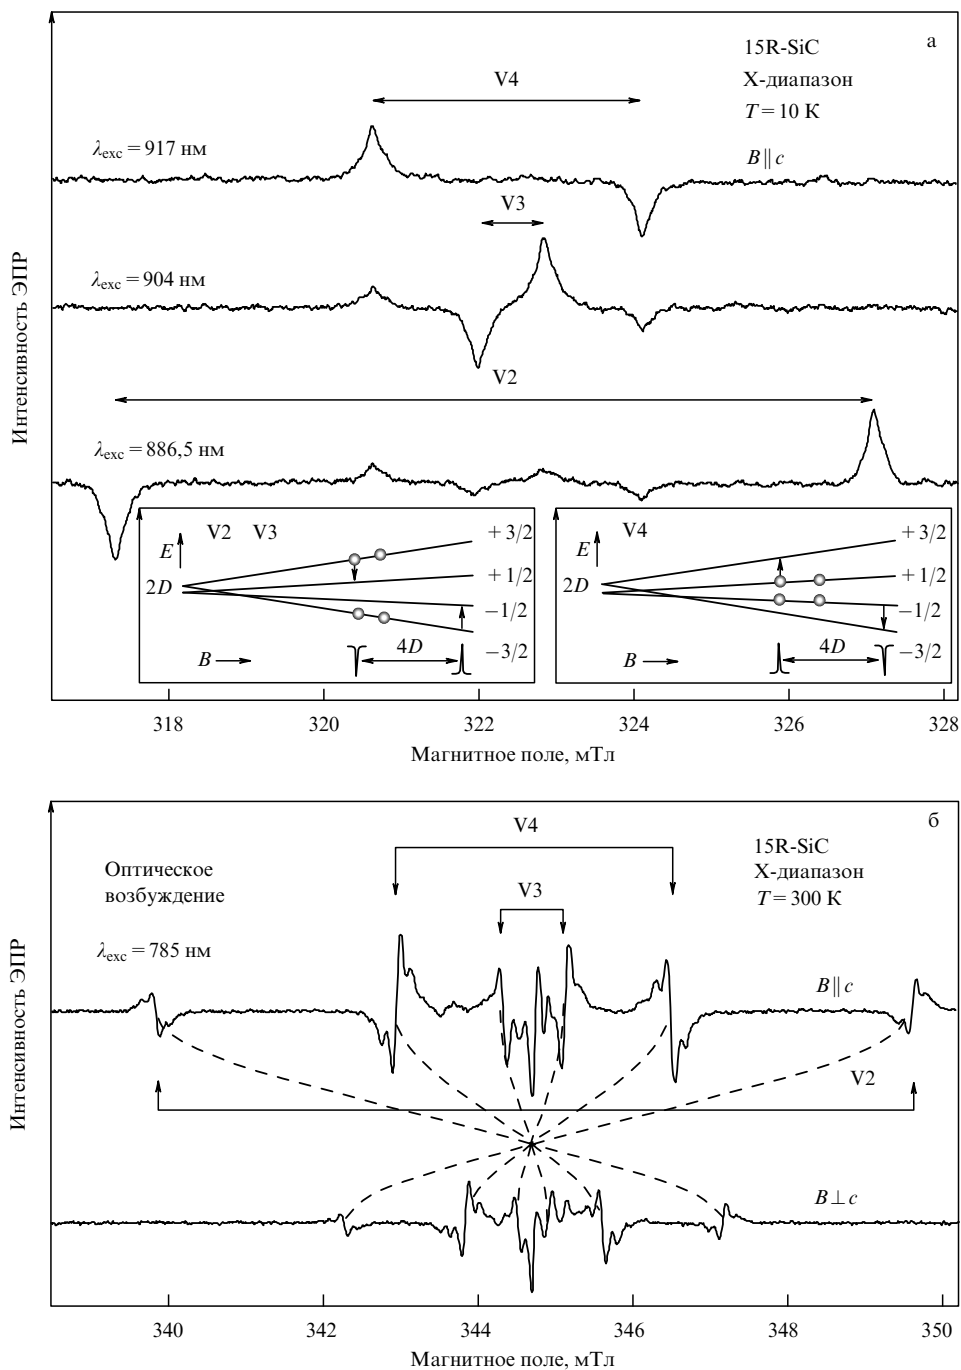 а
15R-SiC
Х-диапазон
T = 10 К
B ∥ c
V4
λexc = 917 нм
V3
λexc = 904 нм
V2
λexc = 886,5 нм
Интенсивность ЭПР
V2 V3
E
2D
+ 3/2
+ 1/2
−1/2
−3/2
B
4D
V4
E
2D
+ 3/2
+ 1/2
−1/2
−3/2
B
4D
318 320 322 324 326 328
Магнитное поле, мТл
б
V4
15R-SiC
Х-диапазон
T = 300 К
Оптическое
возбуждение
V3
λexc = 785 нм
B ∥ c
V2
B ⊥ c
Интенсивность ЭПР
340 342 344 346 348 350
Магнитное поле, мТл